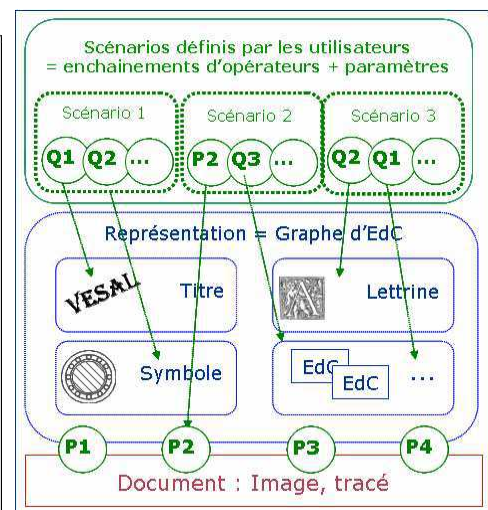 Scénarios définis par les utilisateurs
= enchainements d'opérateurs + paramètres
Scénario 1
Scénario 2
Scénario 3
Q1 Q2 ...
P2 Q3 ...
Q2 Q1 ...
Représentation = Graphe d'EdC
VESAL
Titre
A
Lettrine
Symbole
EdC
EdC
...
P1
P2
P3
P4
Document : Image, tracé